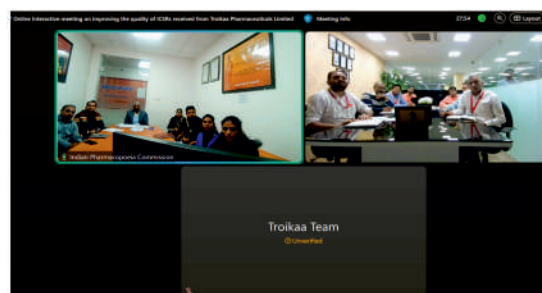 Online Interactive meeting on improving the quality of ICSRs received from Troikaa Pharmaceuticals Limited
Meeting info
37:54
Layout
Indian Pharmacopoeia Commission
Troikaa Team
Unverified